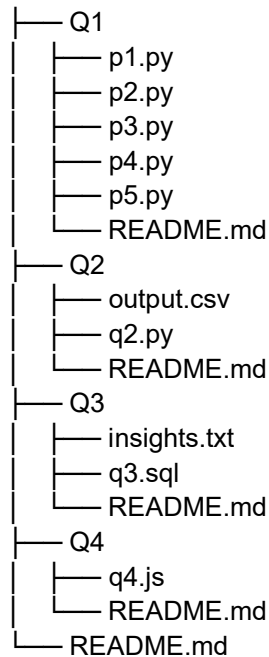 ├── Q1
│   ├── p1.py
│   ├── p2.py
│   ├── p3.py
│   ├── p4.py
│   ├── p5.py
│   └── README.md
├── Q2
│   ├── output.csv
│   ├── q2.py
│   └── README.md
├── Q3
│   ├── insights.txt
│   ├── q3.sql
│   └── README.md
├── Q4
│   ├── q4.js
│   └── README.md
└── README.md